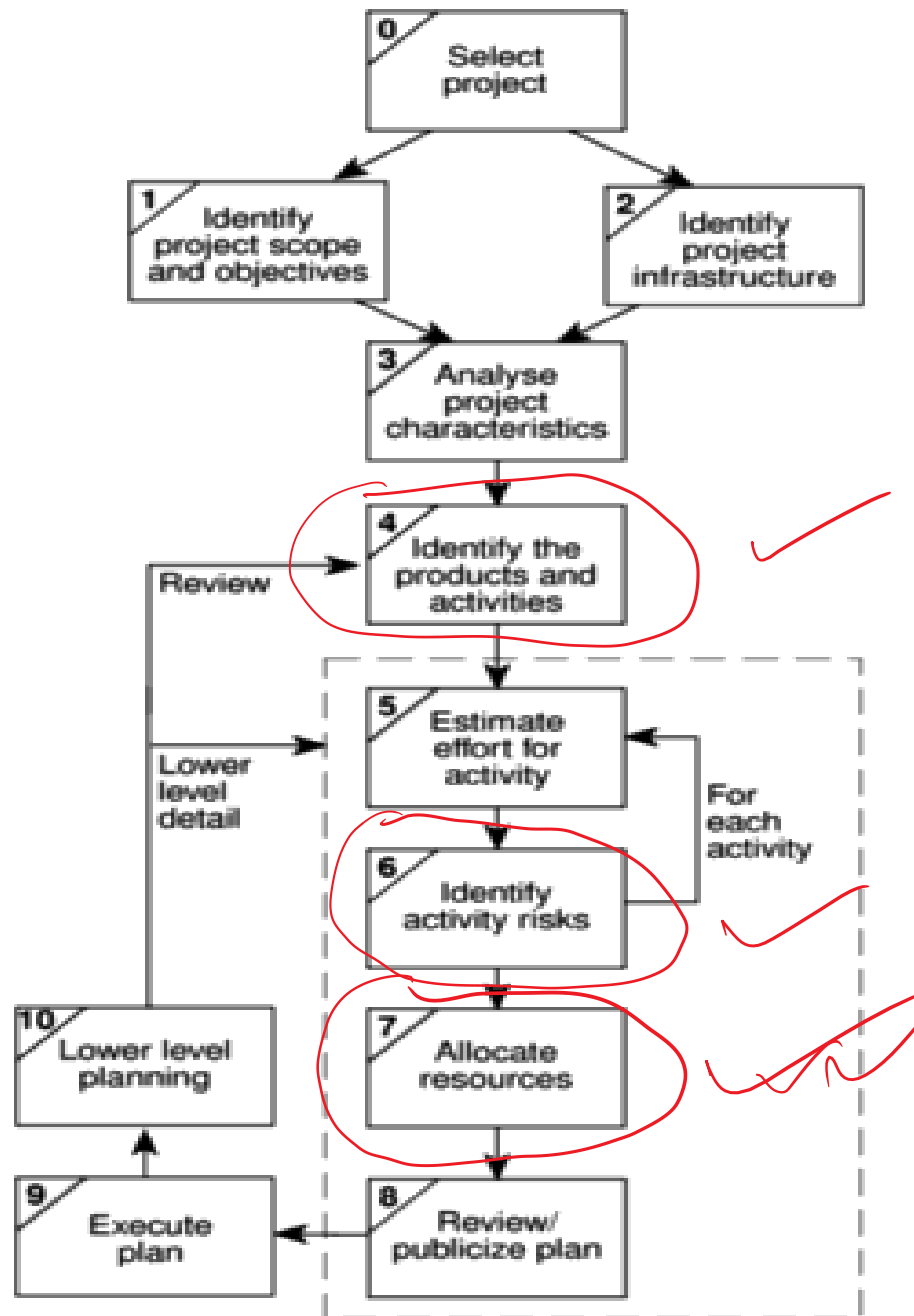 0
Select
project
1
Identify
project scope
and objectives
2
Identify
project
infrastructure
3
Analyse
project
characteristics
4
Identify the
products and
activities
Review
5
Estimate
effort for
activity
Lower
level
detail
For
each
activity
6
Identify
activity risks
7
Allocate
resources
10
Lower level
planning
8
Review/
publicize plan
9
Execute
plan